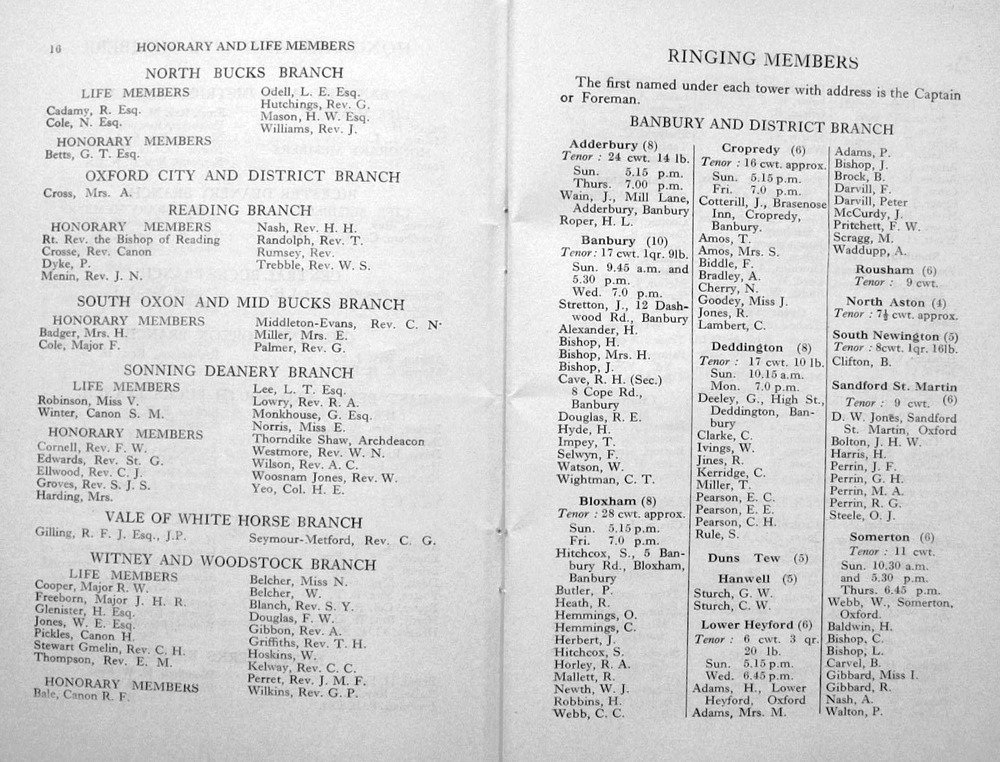 16 HONORARY AND LIFE MEMBERS
NORTH BUCKS BRANCH
LIFE MEMBERS
Cadamy, R. Esq.
Cole, N. Esq.
HONORARY MEMBERS
Betts, G. T. Esq.
Odell, L. E. Esq.
Hutchings, Rev. G.
Mason, H. W. Esq.
Williams, Rev. J.
OXFORD CITY AND DISTRICT BRANCH
Cross, Mrs. A.
READING BRANCH
HONORARY MEMBERS
Rt. Rev. the Bishop of Reading
Crosse, Rev. Canon
Dyke, P.
Menin, Rev. J. N.
Nash, Rev. H. H.
Randolph, Rev. T.
Rumsey, Rev.
Trebble, Rev. W. S.
SOUTH OXON AND MID BUCKS BRANCH
HONORARY MEMBERS
Badger, Mrs. H.
Cole, Major F.
Middleton-Evans, Rev. C. N.
Miller, Mrs. E.
Palmer, Rev. G.
SONNING DEANERY BRANCH
LIFE MEMBERS
Robinson, Miss V.
Winter, Canon S. M.
HONORARY MEMBERS
Cornell, Rev. F. W.
Edwards, Rev. St. G.
Ellwood, Rev. C. J.
Groves, Rev. S. J. S.
Harding, Mrs.
Lee, L. T. Esq.
Lowry, Rev. R. A.
Monkhouse, G. Esq.
Norris, Miss E.
Thorndike Shaw, Archdeacon
Westmore, Rev. W. N.
Wilson, Rev. A. C.
Woosnam Jones, Rev. W.
Yeo, Col. H. E.
VALE OF WHITE HORSE BRANCH
Gilling, R. F. J. Esq., J.P.
Seymour-Metford, Rev. C. G.
WITNEY AND WOODSTOCK BRANCH
LIFE MEMBERS
Cooper, Major R. W.
Freeborn, Major J. H. R.
Glenister, H. Esq.
Jones, W. E. Esq.
Pickles, Canon H.
Stewart Gmelin, Rev. C. H.
Thompson, Rev. E. M.
HONORARY MEMBERS
Bale, Canon R. F.
Belcher, Miss N.
Belcher, W.
Blanch, Rev. S. Y.
Douglas, F. W.
Gibbon, Rev. A.
Griffiths, Rev. T. H.
Hoskins, W.
Kelway, Rev. C. C.
Perret, Rev. J. M. F.
Wilkins, Rev. G. P.
RINGING MEMBERS
The first named under each tower with address is the Captain
or Foreman.
BANBURY AND DISTRICT BRANCH
Adderbury (8)
Tenor : 24 cwt. 14 lb.
Sun. 5.15 p.m.
Thurs. 7.00 p.m.
Wain, J., Mill Lane,
Adderbury, Banbury
Roper, H. L.
Banbury (10)
Tenor: 17 cwt. 1qr. 9lb.
Sun. 9.45 a.m. and
5.30 p.m.
Wed. 7.0 p.m.
Stretton, J., 12 Dash-
wood Rd., Banbury
Alexander, H.
Bishop, H.
Bishop, Mrs. H.
Bishop, J.
Cave, R. H. (Sec.)
8 Cope Rd.,
Banbury
Douglas, R. E.
Hyde, H.
Impey, T.
Selwyn, F.
Watson, W.
Wightman, C. T.
Bloxham (8)
Tenor : 28 cwt. approx.
Sun. 5.15 p.m.
Fri. 7.0 p.m.
Hitchcox, S., 5 Ban-
bury Rd., Bloxham,
Banbury
Butler, P.
Heath, R.
Hemmings, O.
Hemmings, C.
Herbert, J.
Hitchcox, S.
Horley, R. A.
Mallett, R.
Newth, W. J.
Robbins, H.
Webb, C. C.
Cropredy (6)
Tenor : 16 cwt. approx.
Sun. 5.15 p.m.
Fri. 7.0 p.m.
Cotterill, J., Brasenose
Inn, Cropredy,
Banbury.
Amos, T.
Amos, Mrs. S.
Biddle, F.
Bradley, A.
Cherry, N.
Goodey, Miss J.
Jones, R.
Lambert, C.
Deddington (8)
Tenor : 17 cwt. 10 lb.
Sun. 10.15 a.m.
Mon. 7.0 p.m.
Deeley, G., High St.,
Deddington, Ban-
bury
Clarke, C.
Ivings, W.
Jines, R.
Kerridge, C.
Miller, T.
Pearson, E. C.
Pearson, E. E.
Pearson, C. H.
Rule, S.
Duns Tew (5)
Hanwell (5)
Sturch, G. W.
Sturch, C. W.
Lower Heyford (6)
Tenor : 6 cwt. 3 qr.
20 lb.
Sun. 5.15 p.m.
Wed. 6.45 p.m.
Adams, H., Lower
Heyford, Oxford
Adams, Mrs. M.
Adams, P.
Bishop, J.
Brock, B.
Darvill, F.
Darvill, Peter
McCurdy, J.
Pritchett, F. W.
Scragg, M.
Waddupp, A.
Rousham (6)
Tenor : 9 cwt.
North Aston (4)
Tenor : 7½ cwt. approx.
South Newington (5)
Tenor : 8cwt. 1qr. 16lb.
Clifton, B.
Sandford St. Martin
Tenor : 9 cwt. (6)
D. W. Jones, Sandford
St. Martin, Oxford
Bolton, J. H. W.
Harris, H.
Perrin, J. F.
Perrin, G. H.
Perrin, M. A.
Perrin, R. G.
Steele, O. J.
Somerton (6)
Tenor : 11 cwt.
Sun. 10.30 a.m.
and 5.30 p.m.
Thurs. 6.45 p.m.
Webb, W., Somerton,
Oxford.
Baldwin, H.
Bishop, C.
Bishop, L.
Carvel, B.
Gibbard, Miss I.
Gibbard, R.
Nash, A.
Walton, P.